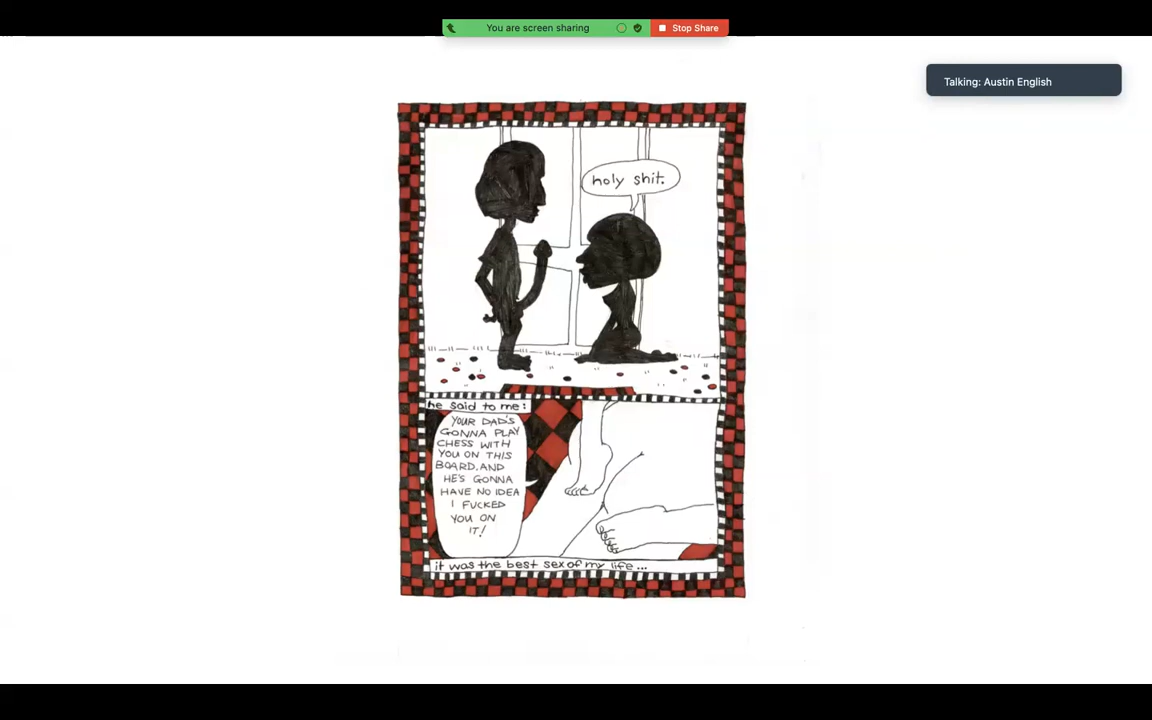 You are screen sharing
Stop Share
Talking: Austin English
holy shit.
he said to me:
YOUR DAD'S
GONNA PLAY
CHESS WITH
YOU ON THIS
BOARD, AND
HE'S GONNA
HAVE NO IDEA
I FUCKED
YOU ON
IT!
it was the best sex of my life...